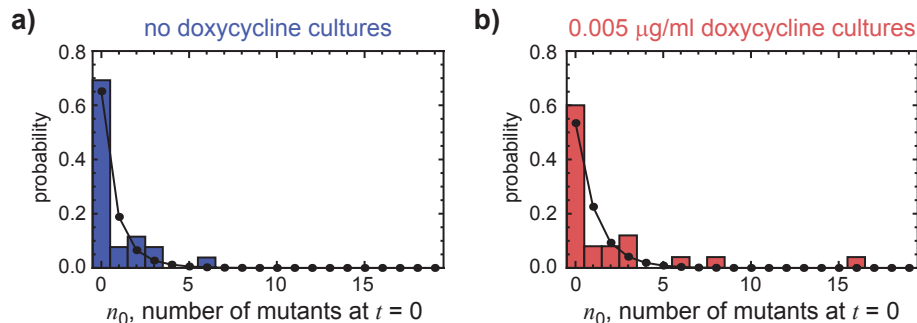 a)
no doxycycline cultures
probability
0.8
0.6
0.4
0.2
0.0
0 5 10 15
n0, number of mutants at t = 0
b)
0.005 μg/ml doxycycline cultures
probability
0.8
0.6
0.4
0.2
0.0
0 5 10 15
n0, number of mutants at t = 0